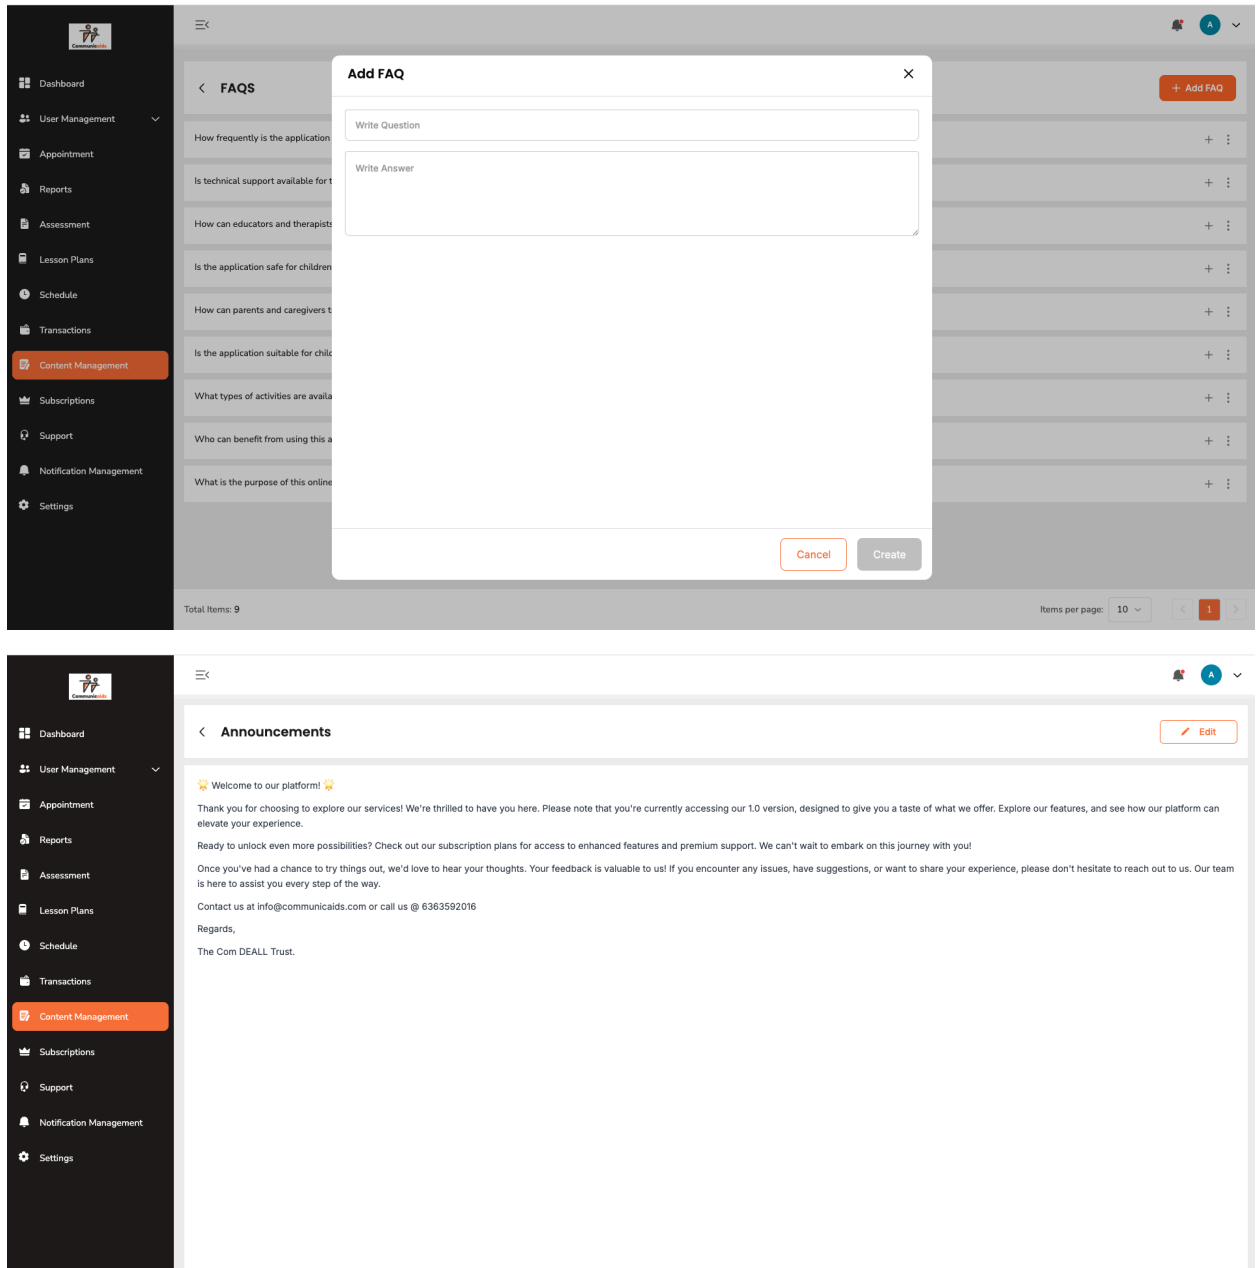 Communicaids
Add FAQ
Dashboard
FAQS
+ Add FAQ
User Management
Write Question
How frequently is the application
Appointment
Write Answer
Is technical support available for t
Reports
How can educators and therapists
Assessment
Is the application safe for children
Lesson Plans
Schedule
How can parents and caregivers t
Transactions
Is the application suitable for chil
Content Management
What types of activities are availa
Subscriptions
Who can benefit from using this a
Support
Notification Management
What is the purpose of this online
Settings
Cancel
Create
Total Items: 9
Items per page: 10
1
A
Communicaids
A
Dashboard
Announcements
Edit
User Management
Appointment
Reports
Assessment
Lesson Plans
Schedule
Transactions
Content Management
Subscriptions
Support
Notification Management
Settings
🌟 Welcome to our platform! 🌟
Thank you for choosing to explore our services! We're thrilled to have you here. Please note that you're currently accessing our 1.0 version, designed to give you a taste of what we offer. Explore our features, and see how our platform can
elevate your experience.
Ready to unlock even more possibilities? Check out our subscription plans for access to enhanced features and premium support. We can't wait to embark on this journey with you!
Once you've had a chance to try things out, we'd love to hear your thoughts. Your feedback is valuable to us! If you encounter any issues, have suggestions, or want to share your experience, please don't hesitate to reach out to us. Our team
is here to assist you every step of the way.
Contact us at info@communicaids.com or call us @ 6363592016
Regards,
The Com DEALL Trust.